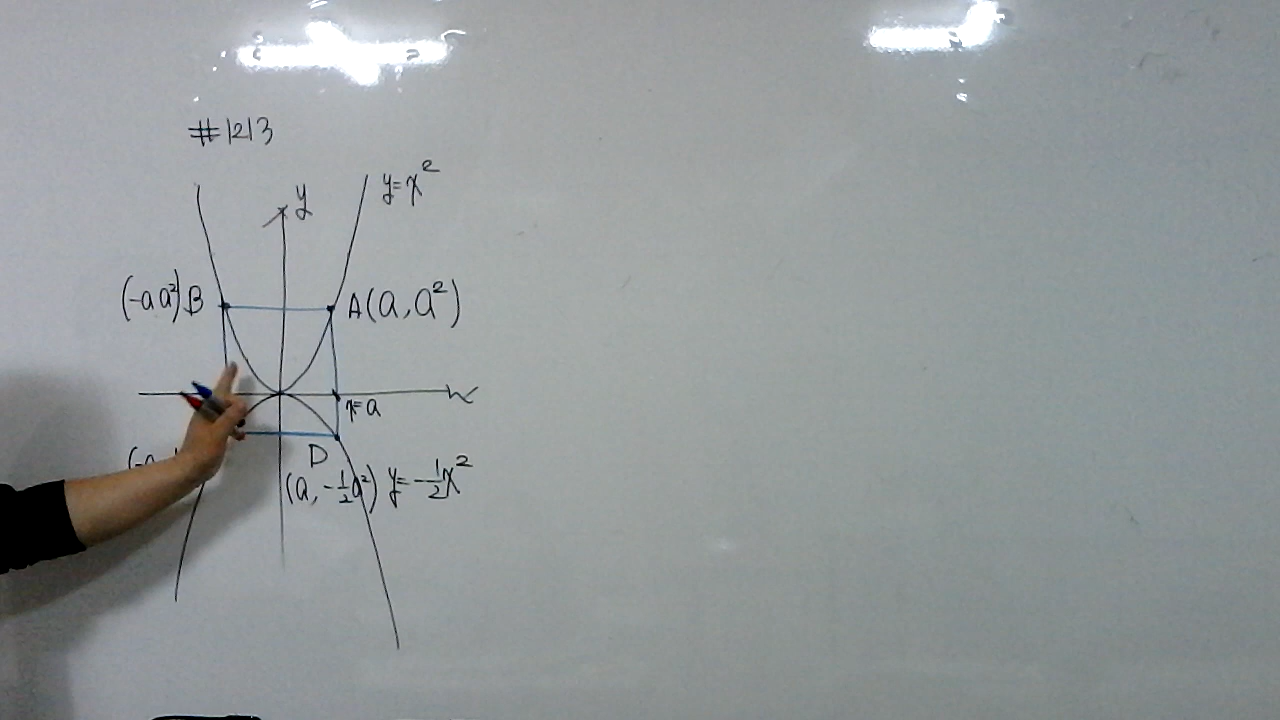 #1213
y
y=x²
(-a a²) B
A(a, a²)
x
x=a
(-a
D
(a, -1/2a²) y=-1/2x²